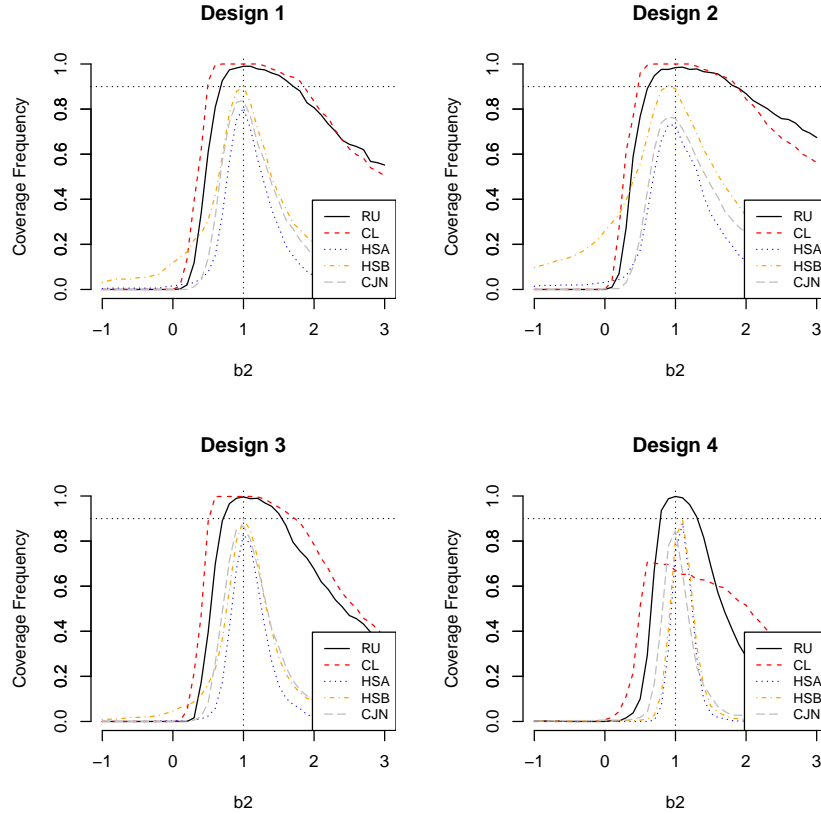 Design 1
Coverage Frequency
0.0 0.2 0.4 0.6 0.8 1.0
RU
CL
HSA
HSB
CJN
−1 0 1 2 3
b2
Design 2
Coverage Frequency
0.0 0.2 0.4 0.6 0.8 1.0
RU
CL
HSA
HSB
CJN
−1 0 1 2 3
b2
Design 3
Coverage Frequency
0.0 0.2 0.4 0.6 0.8 1.0
RU
CL
HSA
HSB
CJN
−1 0 1 2 3
b2
Design 4
Coverage Frequency
0.0 0.2 0.4 0.6 0.8 1.0
RU
CL
HSA
HSB
CJN
−1 0 1 2 3
b2